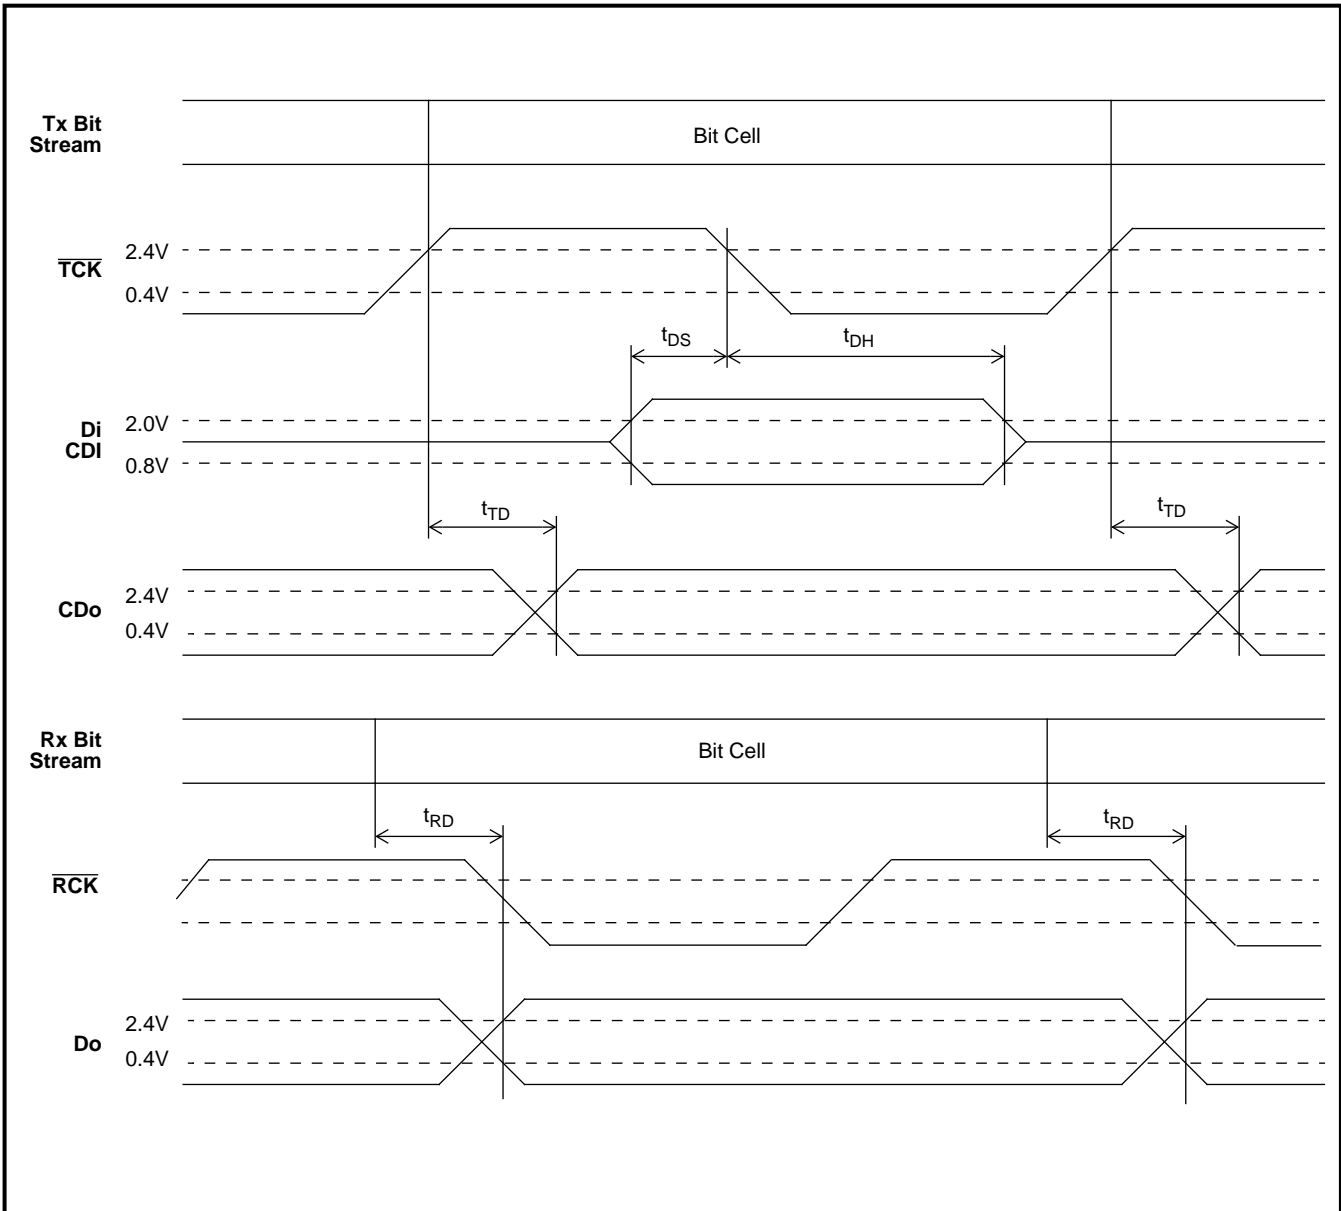 Tx Bit
Stream
Bit Cell
TCK
2.4V
0.4V
tDS
tDH
Di
CDI
2.0V
0.8V
tTD
tTD
CDo
2.4V
0.4V
Rx Bit
Stream
Bit Cell
tRD
tRD
RCK
Do
2.4V
0.4V